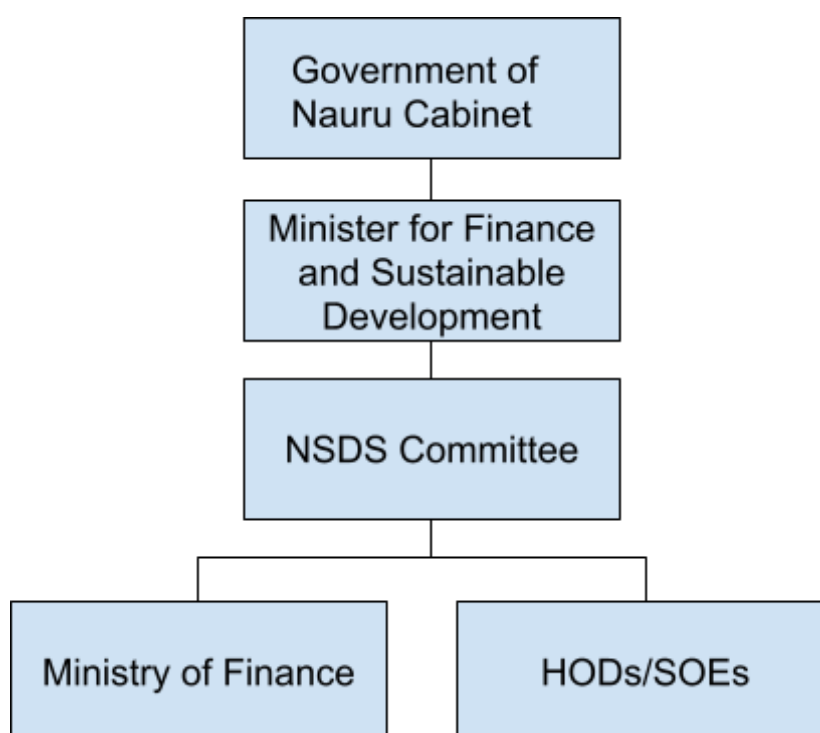 Government of
Nauru Cabinet
Minister for Finance
and Sustainable
Development
NSDS Committee
Ministry of Finance
HODs/SOEs